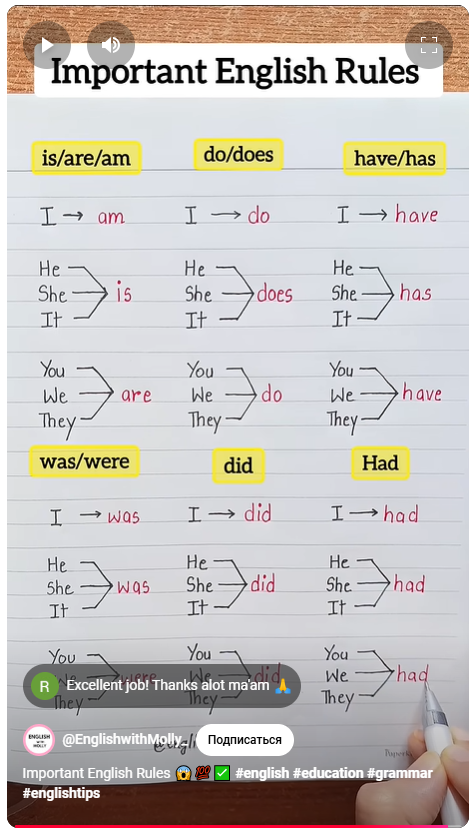 Important English Rules
is/are/am
do/does
have/has
I → am
I → do
I → have
He
She
It
is
He
She
It
does
He
She
It
has
You
We
They
are
You
We
They
do
You
We
They
have
was/were
did
Had
I → was
I → did
I → had
He
She
It
was
He
She
It
did
He
She
It
had
You
We
They
were
You
We
They
did
You
We
They
had
R
Excellent job! Thanks alot ma'am 🙏
ENGLISH
WITH
MOLLY
@EnglishwithMolly_
Подписаться
Important English Rules 😱 💯 ✅ #english #education #grammar
#englishtips